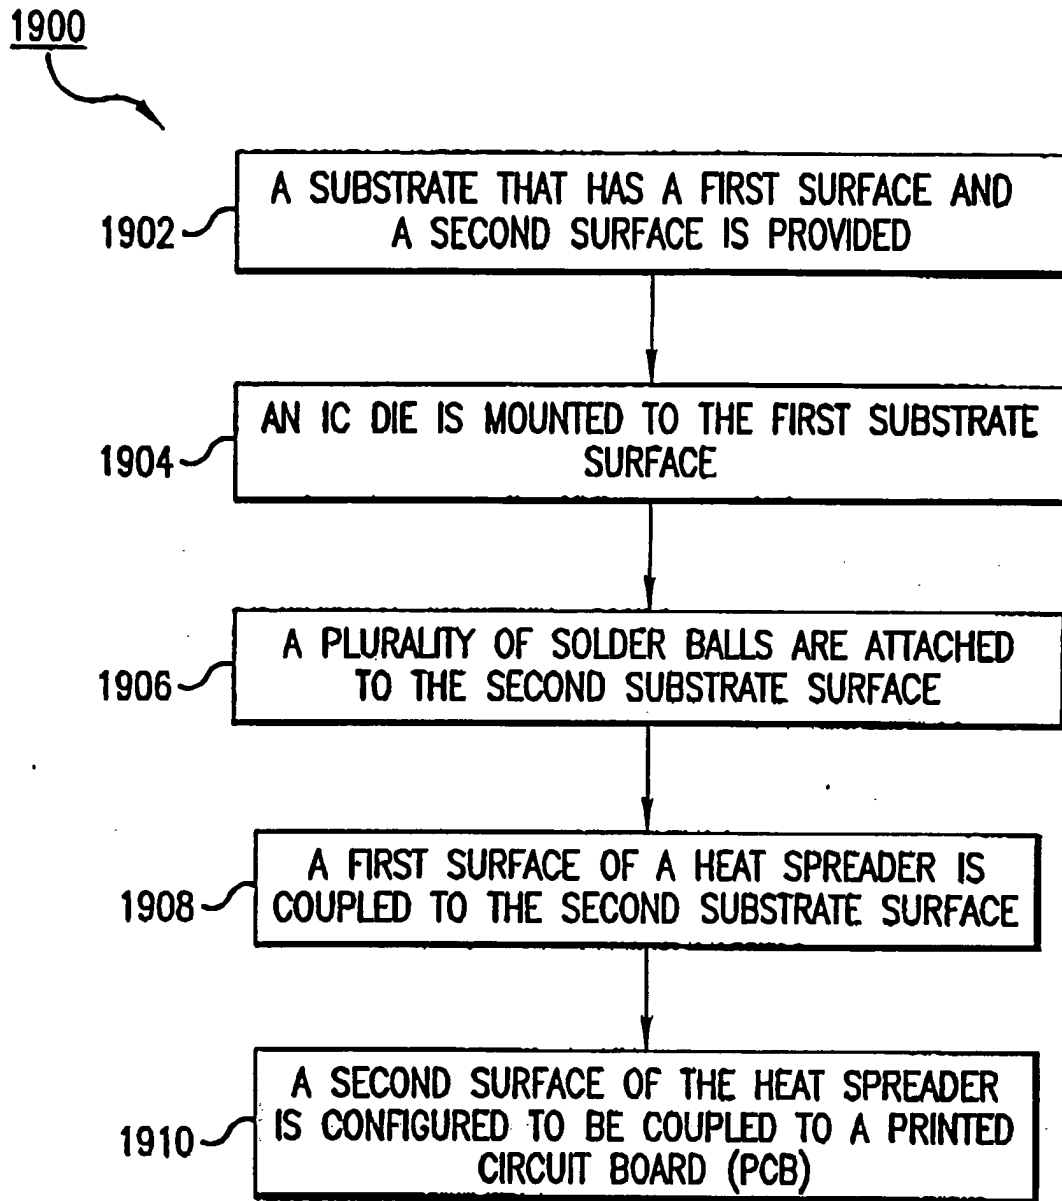 1900
A SUBSTRATE THAT HAS A FIRST SURFACE AND
A SECOND SURFACE IS PROVIDED
1902
AN IC DIE IS MOUNTED TO THE FIRST SUBSTRATE
SURFACE
1904
A PLURALITY OF SOLDER BALLS ARE ATTACHED
TO THE SECOND SUBSTRATE SURFACE
1906
A FIRST SURFACE OF A HEAT SPREADER IS
COUPLED TO THE SECOND SUBSTRATE SURFACE
1908
A SECOND SURFACE OF THE HEAT SPREADER
IS CONFIGURED TO BE COUPLED TO A PRINTED
CIRCUIT BOARD (PCB)
1910